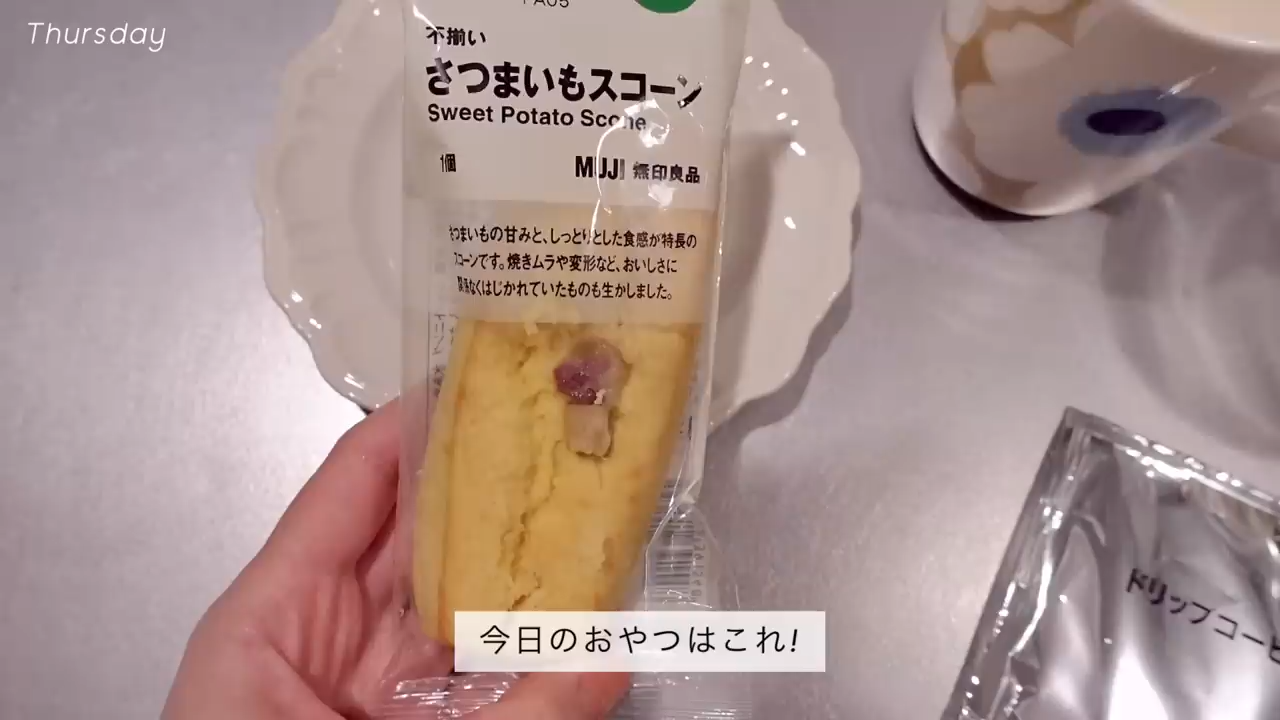 Thursday
不揃い
さつまいもスコーン
Sweet Potato Scone
1個
MUJI 無印良品
さつまいもの甘みと、しっとりとした食感が特長の
スコーンです。焼きムラや変形など、おいしさに
関係なくはじかれていたものも生かしました。
ドリップコーヒ
今日のおやつはこれ!